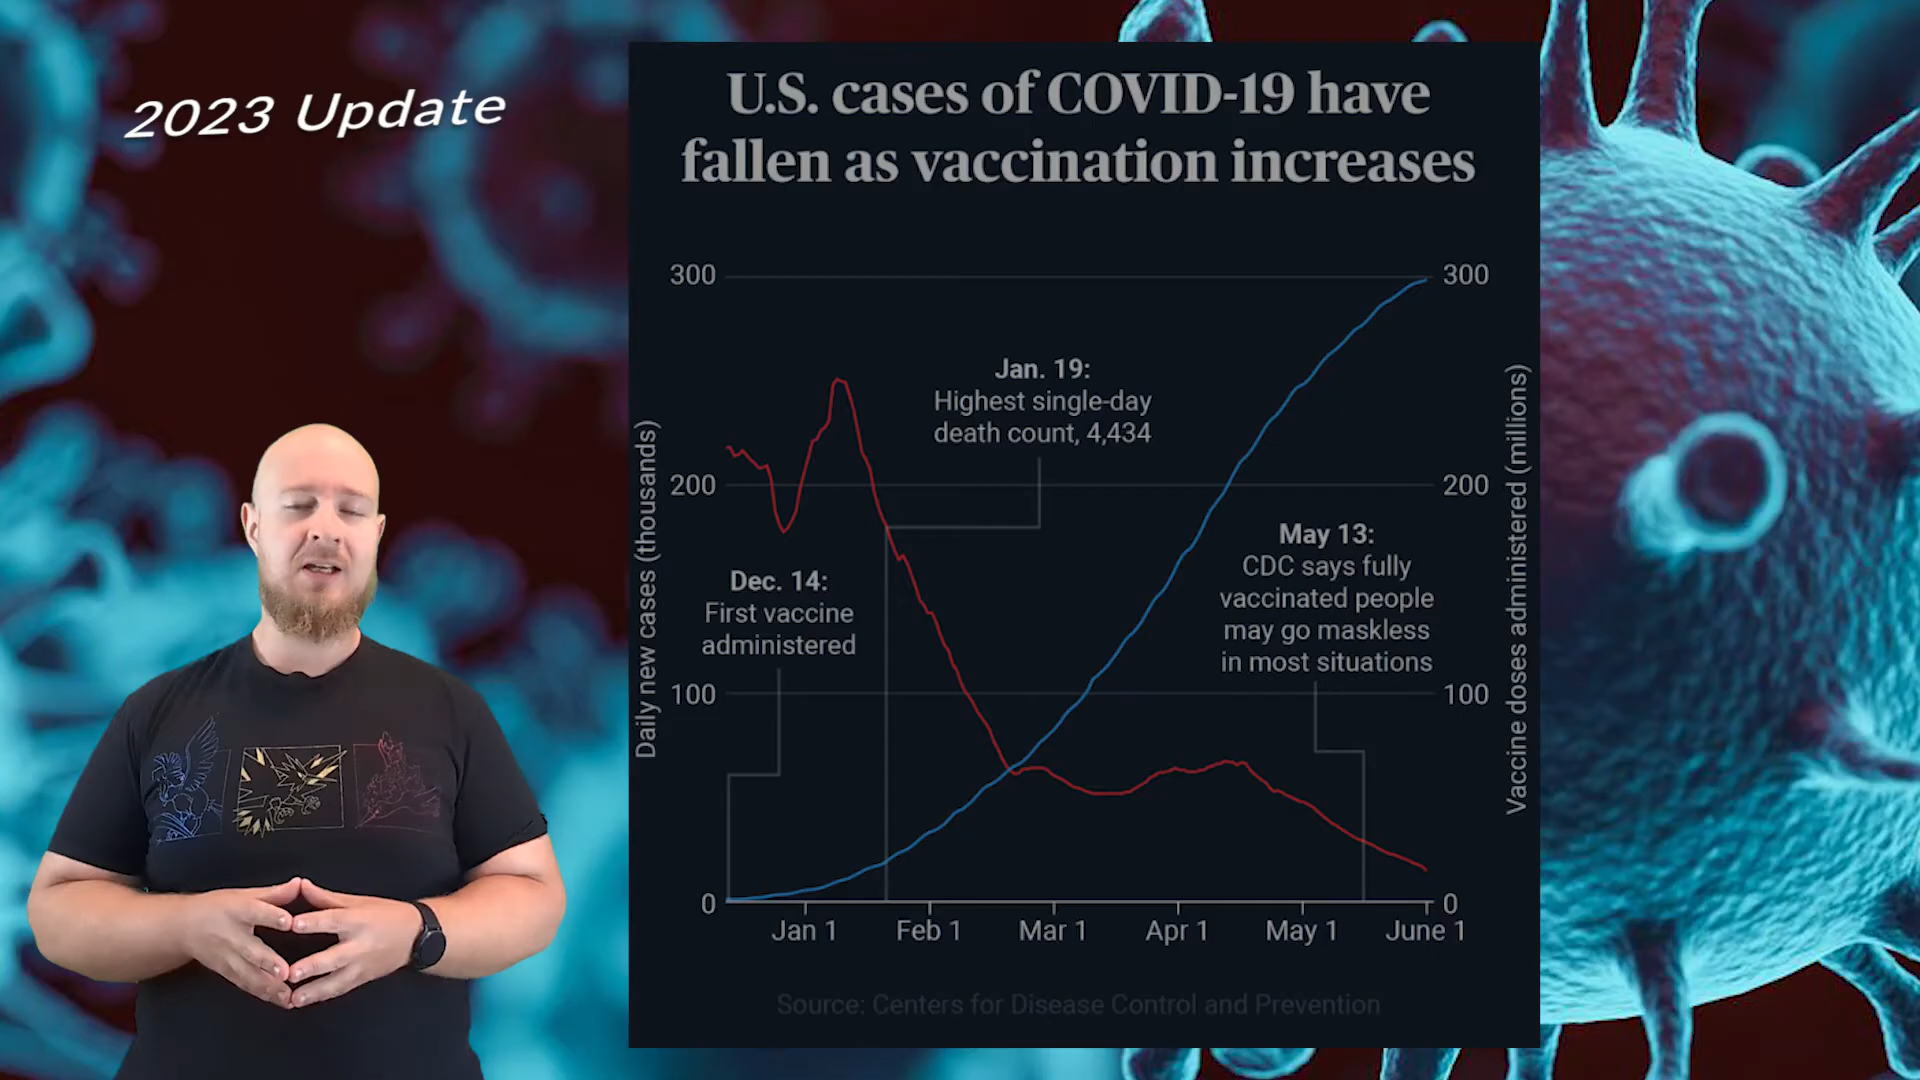 2023 Update
U.S. cases of COVID-19 have
fallen as vaccination increases
300
300
Jan. 19:
Highest single-day
death count, 4,434
200
200
May 13:
CDC says fully
vaccinated people
may go maskless
in most situations
Dec. 14:
First vaccine
administered
Daily new cases (thousands)
Vaccine doses administered (millions)
100
100
0
0
Jan 1
Feb 1
Mar 1
Apr 1
May 1
June 1
Source: Centers for Disease Control and Prevention